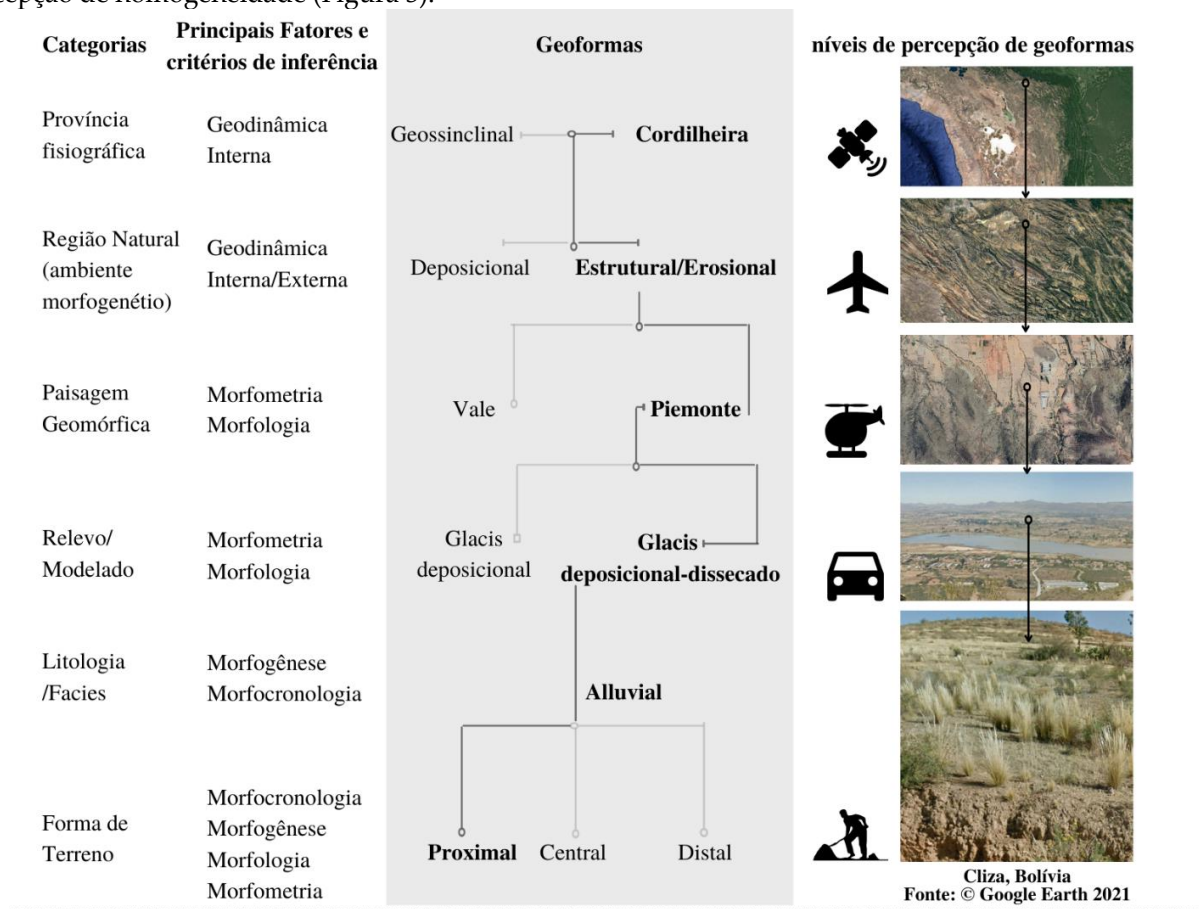 cepção de homogeneidade (Figura 3).
Categorias
Principais Fatores e
critérios de inferência
Geoformas
níveis de percepção de geoformas
Província
fisiográfica
Geodinâmica
Interna
Geossinclinal
Cordilheira
Região Natural
(ambiente
morfogenétio)
Geodinâmica
Interna/Externa
Deposicional
Estrutural/Erosional
Paisagem
Geomórfica
Morfometria
Morfologia
Vale
Piemonte
Relevo/
Modelado
Morfometria
Morfologia
Glacis
deposicional
Glacis
deposicional-dissecado
Litologia
/Facies
Morfogênese
Morfocronologia
Alluvial
Forma de
Terreno
Morfocronologia
Morfogênese
Morfologia
Morfometria
Proximal
Central
Distal
Cliza, Bolívia
Fonte: © Google Earth 2021